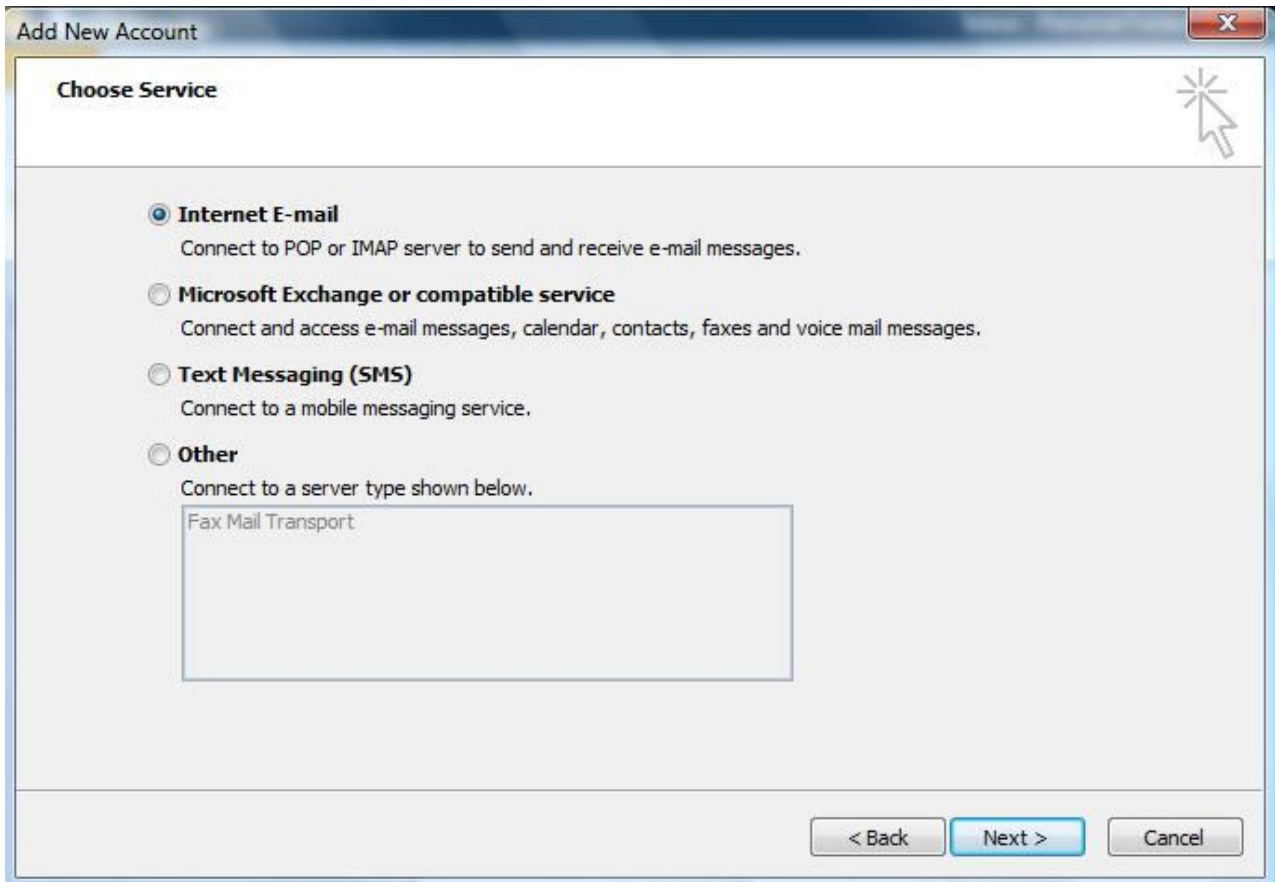 Add New Account
Choose Service
Internet E-mail
Connect to POP or IMAP server to send and receive e-mail messages.
Microsoft Exchange or compatible service
Connect and access e-mail messages, calendar, contacts, faxes and voice mail messages.
Text Messaging (SMS)
Connect to a mobile messaging service.
Other
Connect to a server type shown below.
Fax Mail Transport
< Back Next > Cancel